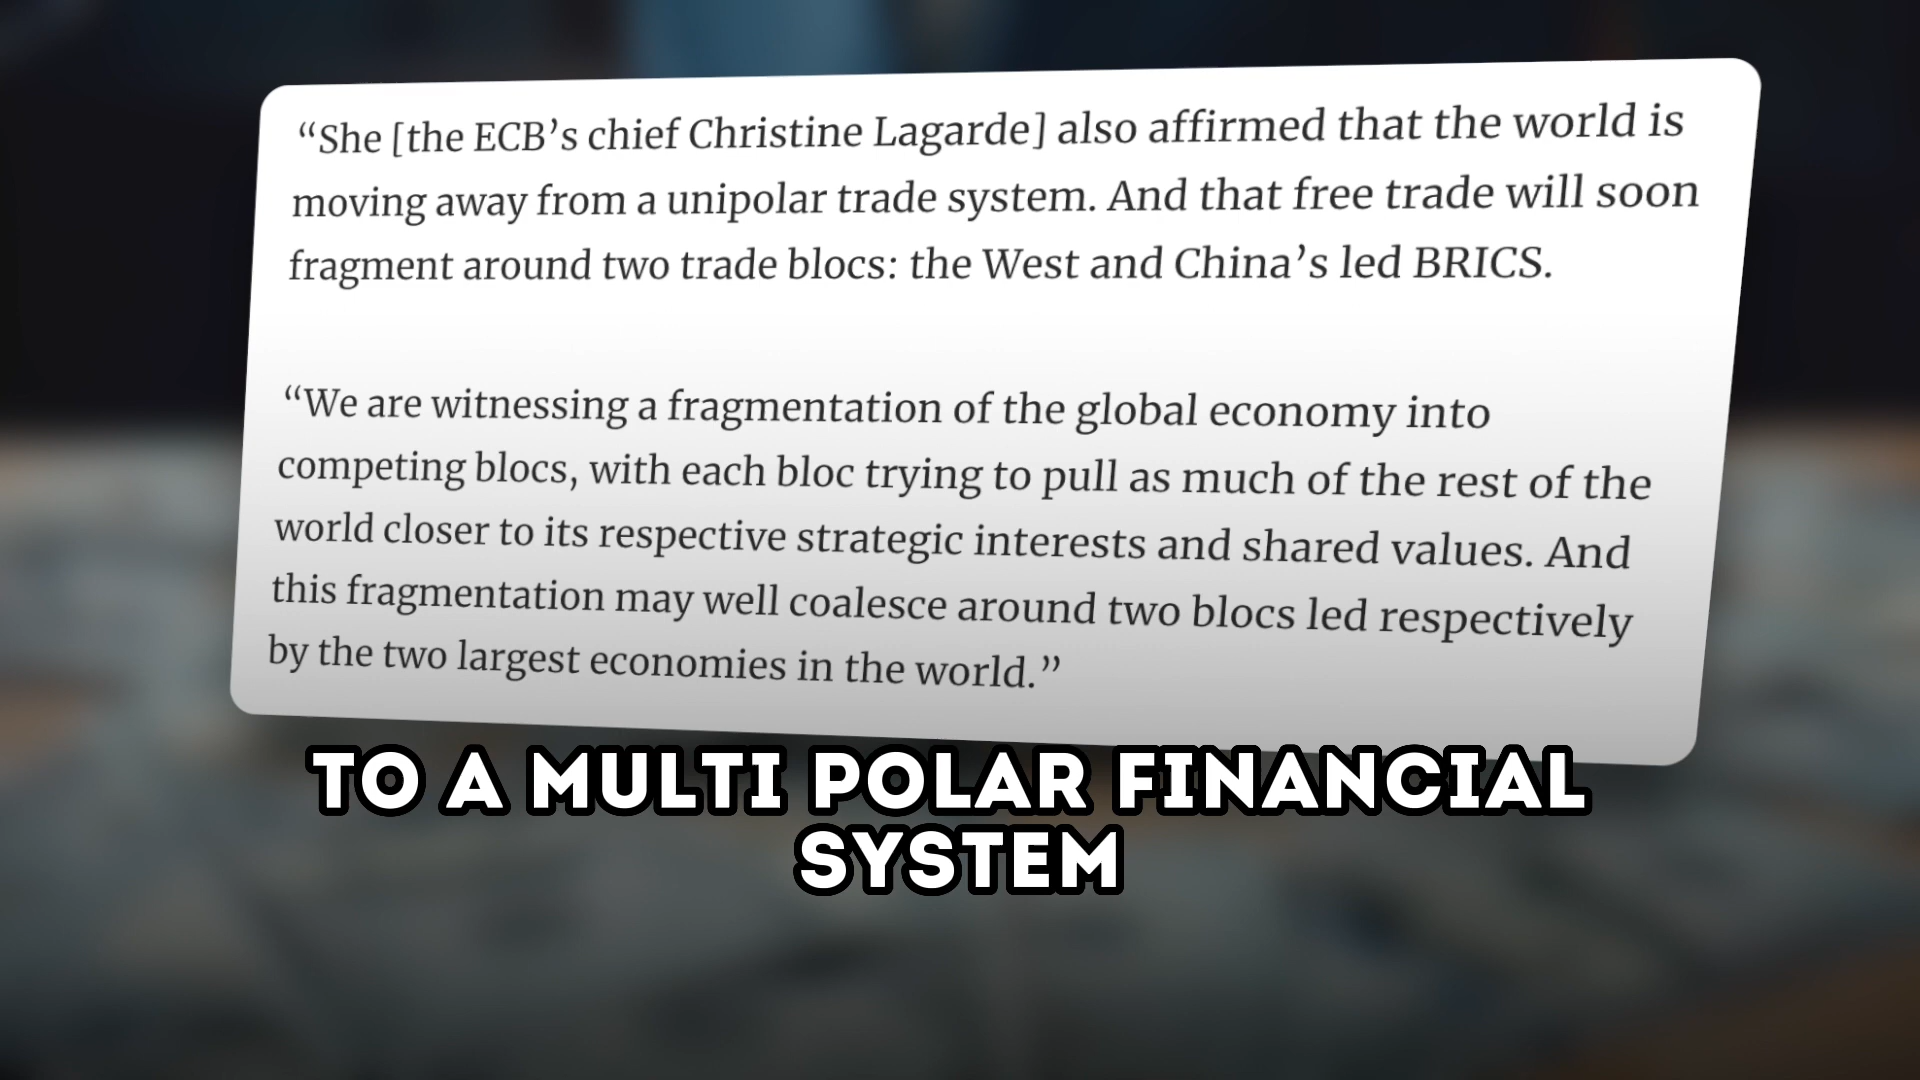 “She [the ECB’s chief Christine Lagarde] also affirmed that the world is
moving away from a unipolar trade system. And that free trade will soon
fragment around two trade blocs: the West and China’s led BRICS.
“We are witnessing a fragmentation of the global economy into
competing blocs, with each bloc trying to pull as much of the rest of the
world closer to its respective strategic interests and shared values. And
this fragmentation may well coalesce around two blocs led respectively
by the two largest economies in the world.”
TO A MULTI POLAR FINANCIAL
SYSTEM